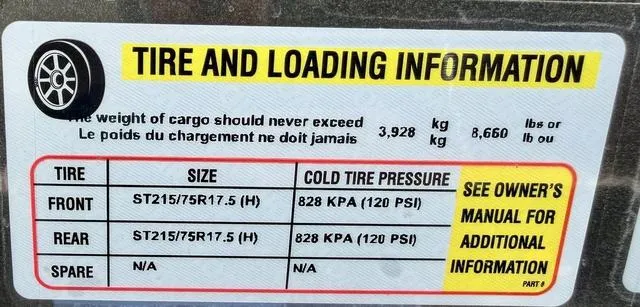 TIRE AND LOADING INFORMATION
The weight of cargo should never exceed kg lbs or
Le poids du chargement ne doit jamais 3,928 kg 8,660 lb ou
TIRE SIZE COLD TIRE PRESSURE SEE OWNER'S
FRONT ST215/75R17.5 (H) 828 KPA (120 PSI) MANUAL FOR
REAR ST215/75R17.5 (H) 828 KPA (120 PSI) ADDITIONAL
SPARE N/A N/A INFORMATION
PART #